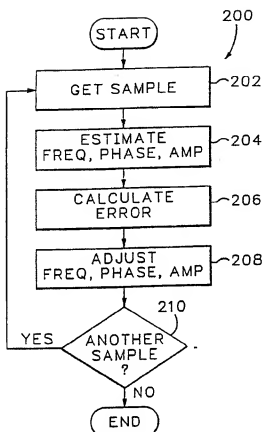 START
200
GET SAMPLE
202
ESTIMATE
FREQ, PHASE, AMP
204
CALCULATE
ERROR
206
ADJUST
FREQ, PHASE, AMP
208
210
YES
ANOTHER
SAMPLE
?
NO
END